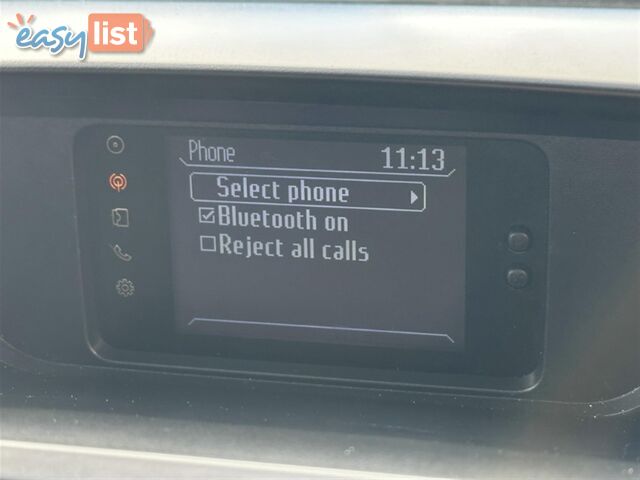 easylist
Phone 11:13
Select phone
Bluetooth on
Reject all calls